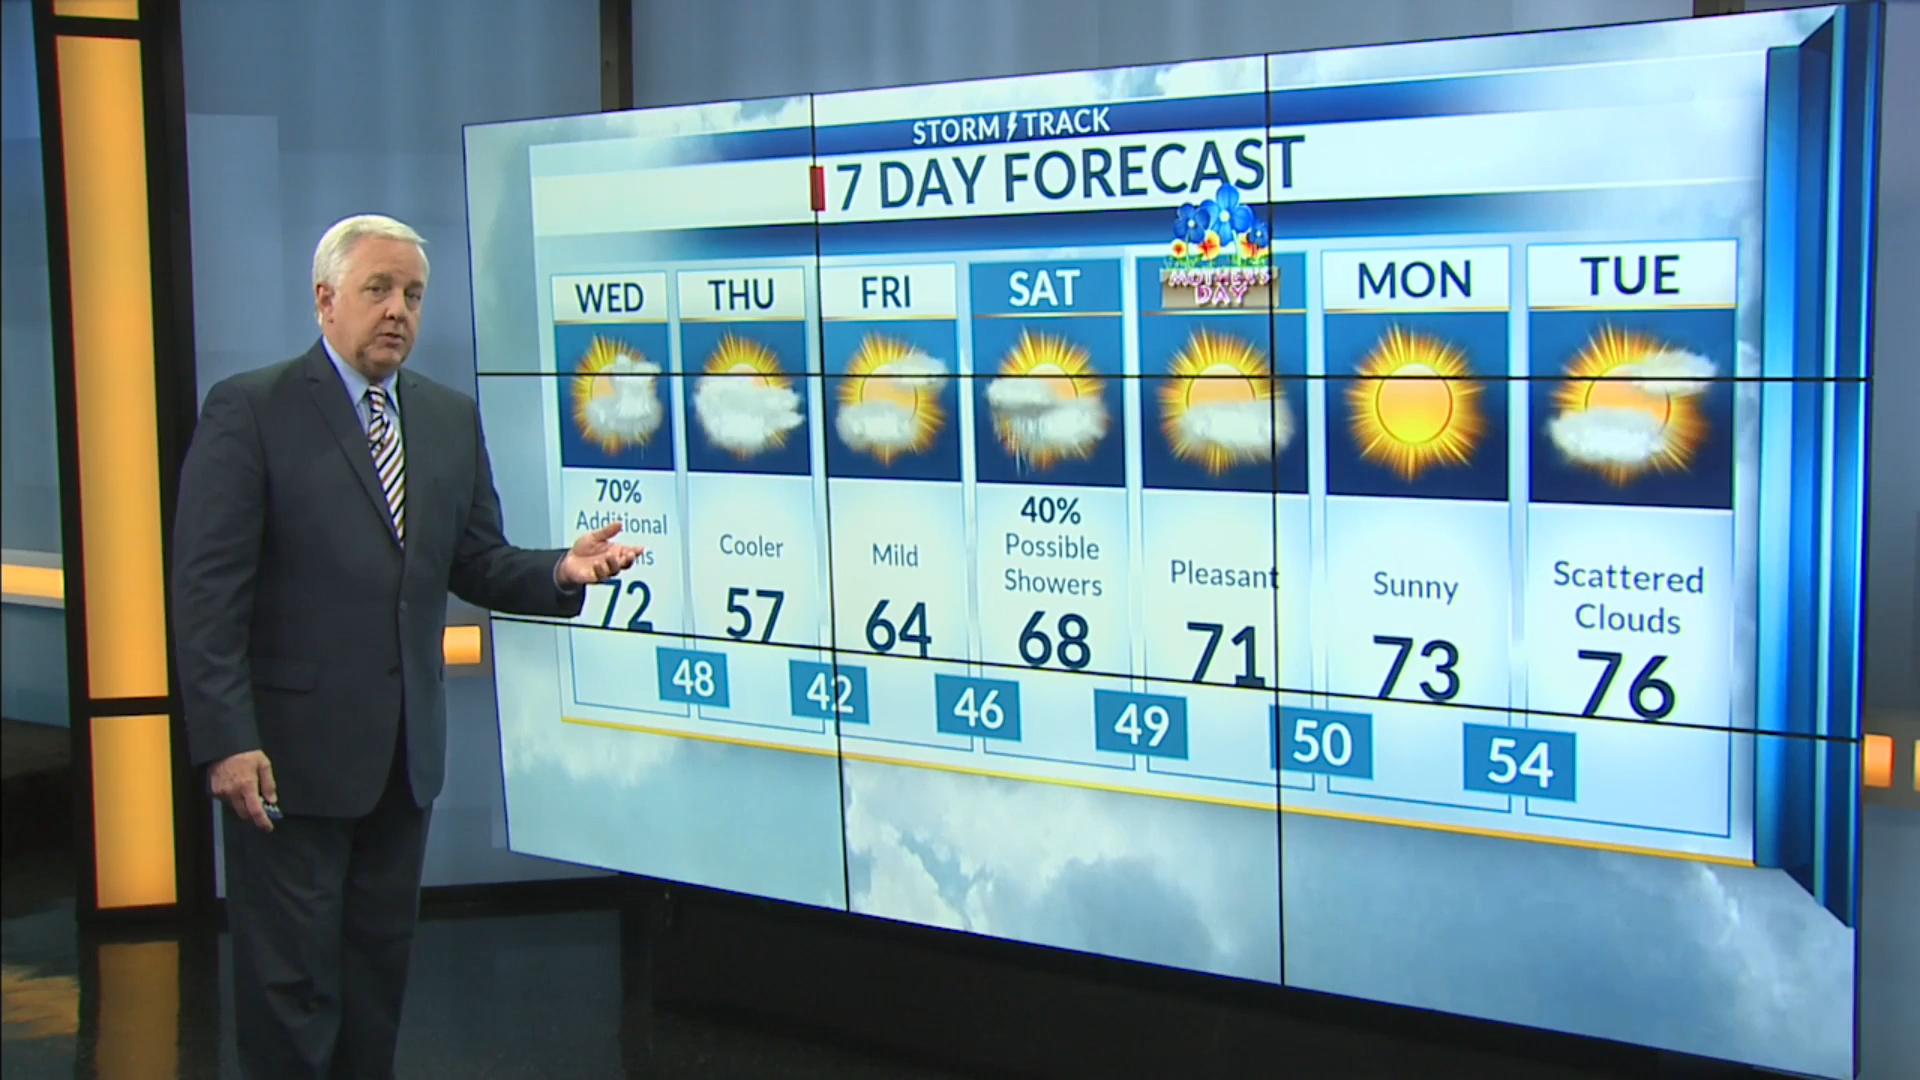 STORM TRACK
7 DAY FORECAST
WED
THU
FRI
SAT
MOTHER'S
DAY
MON
TUE
70%
Additional
72
Cooler
57
Mild
64
40%
Possible
Showers
68
Pleasant
71
Sunny
73
Scattered
Clouds
76
48
42
46
49
50
54